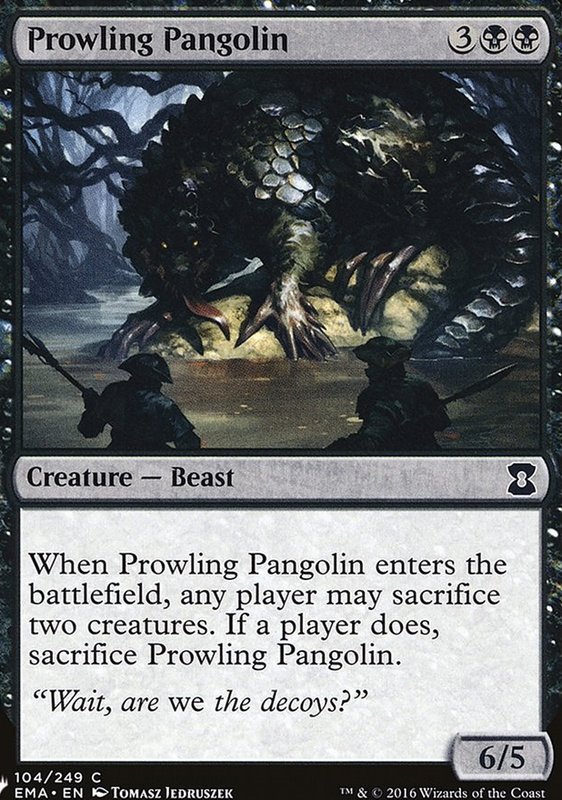 Prowling Pangolin 3
Creature — Beast
When Prowling Pangolin enters the
battlefield, any player may sacrifice
two creatures. If a player does,
sacrifice Prowling Pangolin.
“Wait, are we the decoys?”
6/5
104/249 C
EMA • EN Tomasz Jedruszek
™ & © 2016 Wizards of the Coast